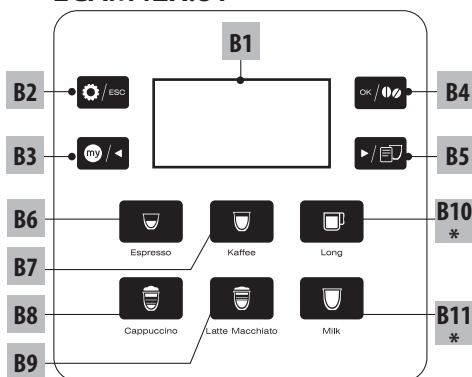 B1
B2
ESC
OK
B4
B3
my
B5
B6
B10
*
Espresso
Kaffee
Long
B7
B8
B11
*
Cappuccino
Latte Macchiato
Milk
B9